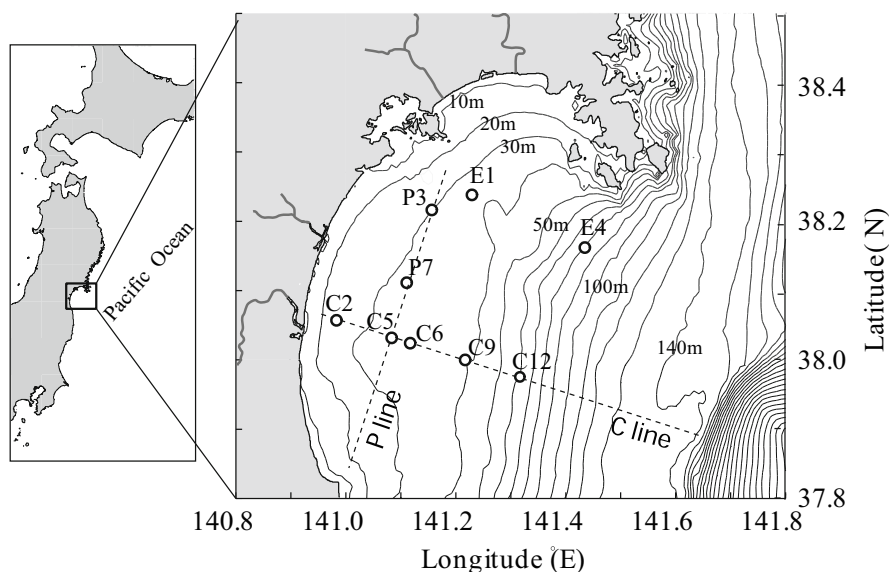 Pacific Ocean
10m
20m
30m
50m
100m
140m
P3
E1
E4
P7
C2
C5
C6
C9
C12
P line
C line
38.4
38.2
38.0
37.8
Latitude(°N)
140.8
141.0
141.2
141.4
141.6
141.8
Longitude (°E)